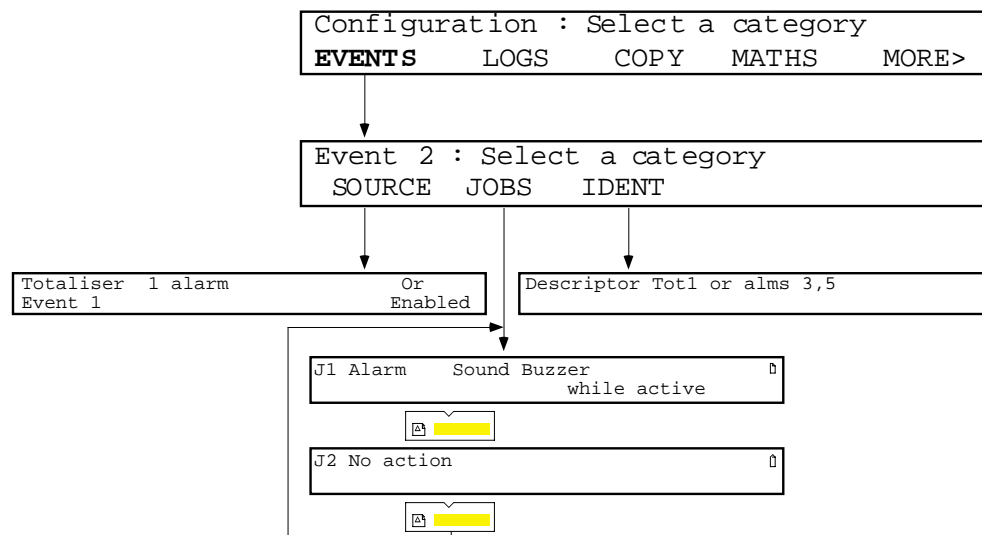 Configuration : Select a category
EVENTS LOGS COPY MATHS MORE>
Event 2 : Select a category
SOURCE JOBS IDENT
Totaliser 1 alarm Or
Event 1 Enabled
Descriptor Tot1 or alms 3,5
J1 Alarm Sound Buzzer
while active
J2 No action